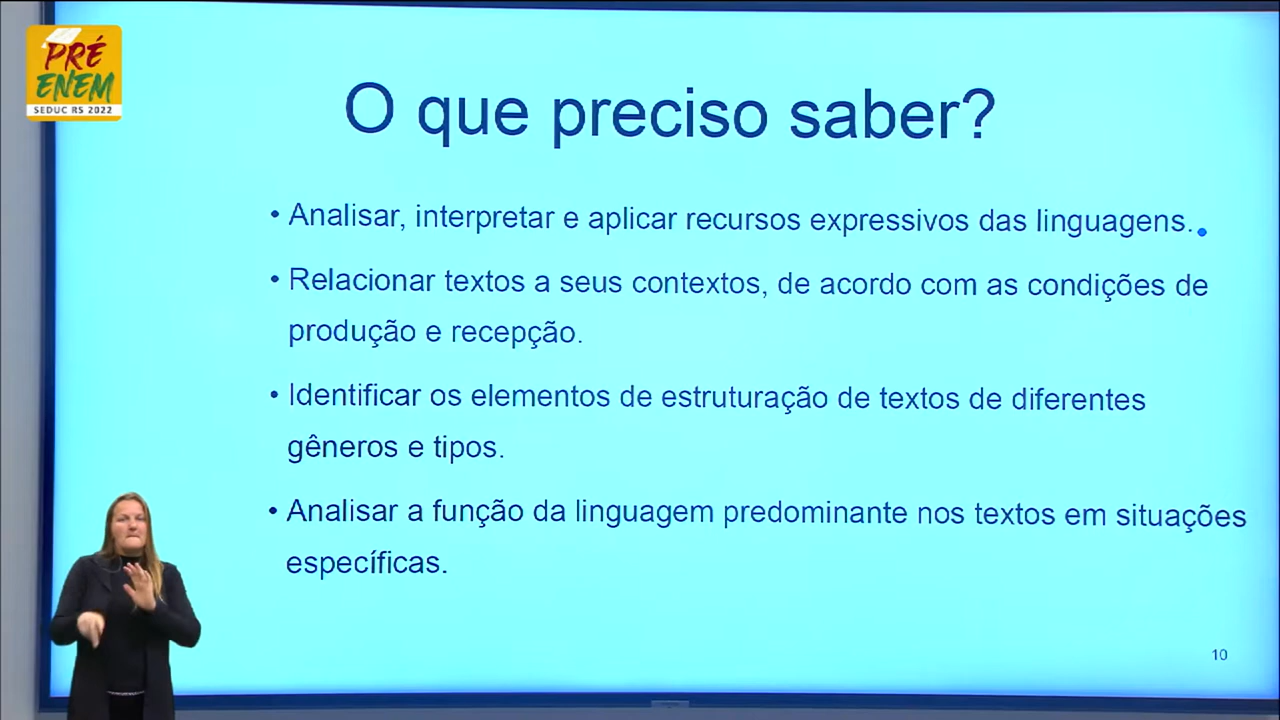 PRÉ
ENEM
SEDUC RS 2022
O que preciso saber?
• Analisar, interpretar e aplicar recursos expressivos das linguagens.
• Relacionar textos a seus contextos, de acordo com as condições de
produção e recepção.
• Identificar os elementos de estruturação de textos de diferentes
gêneros e tipos.
• Analisar a função da linguagem predominante nos textos em situações
específicas.
10